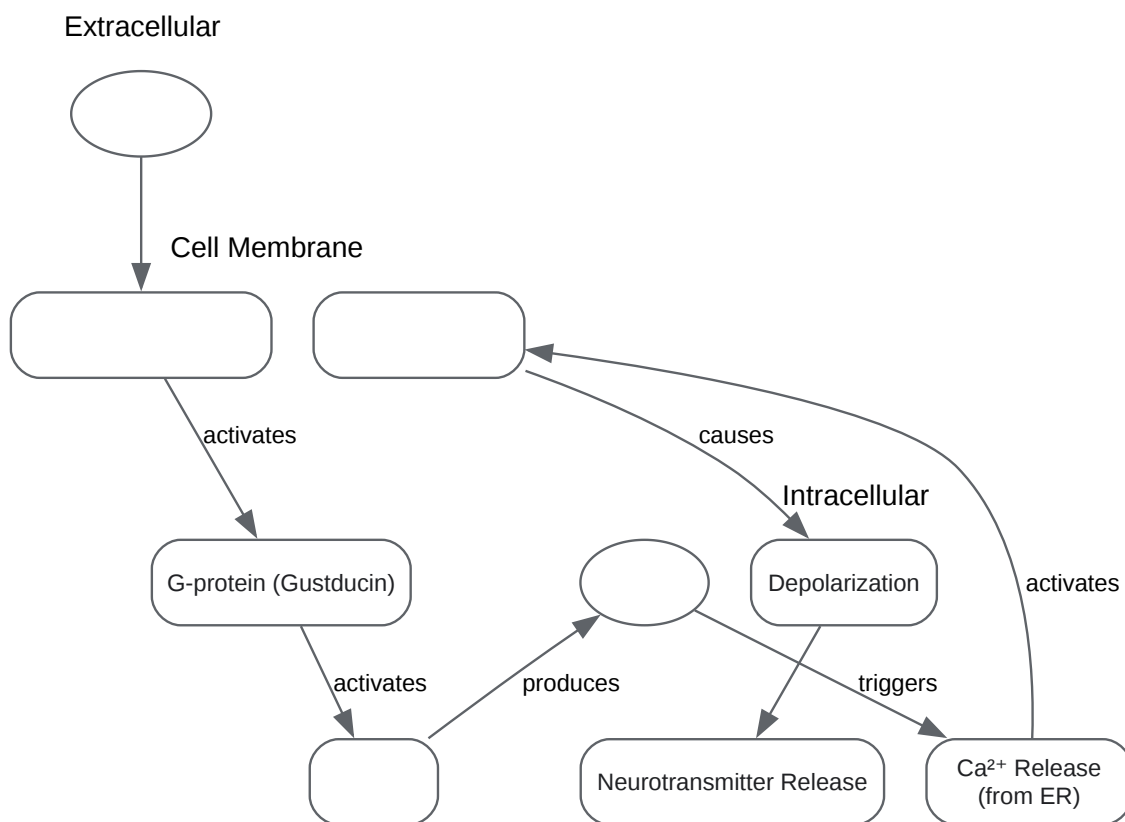 Extracellular
Cell Membrane
activates
causes
Intracellular
G-protein (Gustducin)
Depolarization
activates
activates
produces
triggers
Neurotransmitter Release
Ca²⁺ Release
(from ER)